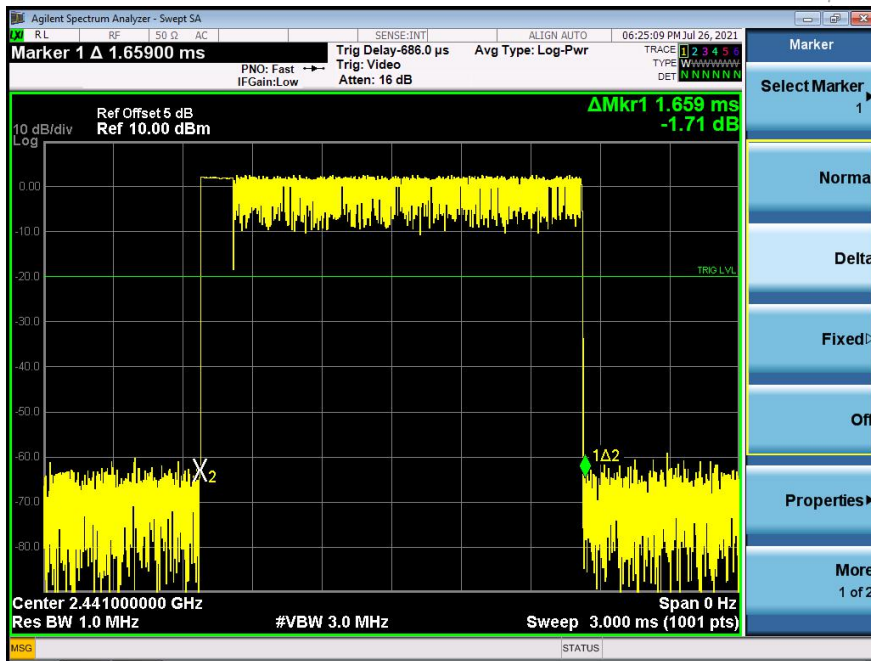 Agilent Spectrum Analyzer - Swept SA
LXI RL RF 50 Ω AC SENSE:INT ALIGN AUTO 06:25:09 PM Jul 26, 2021
Marker 1 Δ 1.65900 ms
PNO: Fast
IFGain:Low
Trig Delay-686.0 µs
Trig: Video
Atten: 16 dB
Avg Type: Log-Pwr
TRACE 1 2 3 4 5 6
TYPE WWWWWWW
DET N N N N N N
ΔMkr1 1.659 ms
-1.71 dB
Ref Offset 5 dB
10 dB/div Ref 10.00 dBm
Log
0.00
-10.0
-20.0
TRIG LVL
-30.0
-40.0
-50.0
-60.0
-70.0
-80.0
2
1Δ2
Center 2.441000000 GHz Span 0 Hz
Res BW 1.0 MHz #VBW 3.0 MHz Sweep 3.000 ms (1001 pts)
MSG STATUS
Marker
Select Marker
1
Norma
Delta
Fixed
Off
Properties
More
1 of 2